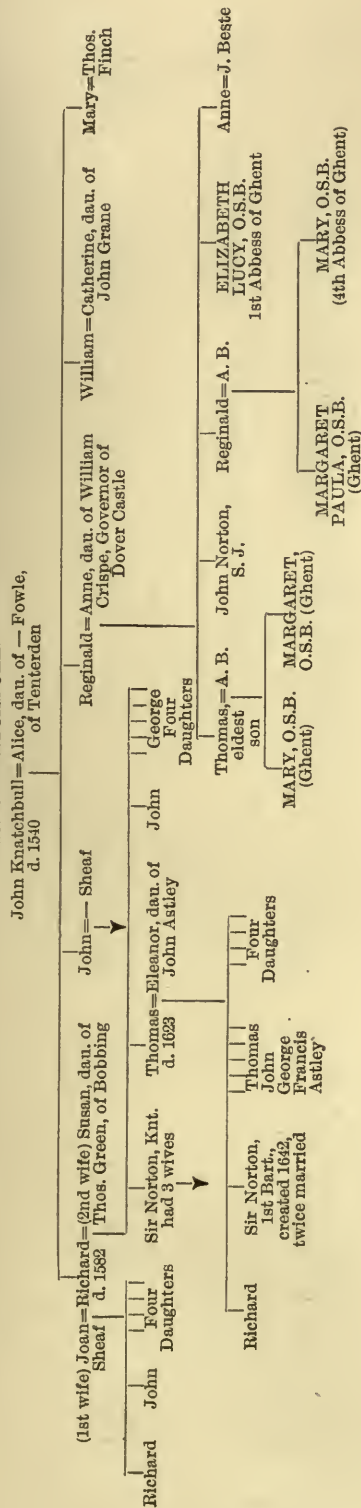 John Knatchbull=Alice, dau. of — Fowle,
d. 1540
of Tenterden
(1st wife) Joan=Richard=(2nd wife) Susan, dau. of
Sheaf
d. 1582
Thos. Green, of Bobbing
John=— Sheaf
Reginald=Anne, dau. of William
Crispe, Governor of
Dover Castle
William=Catherine, dau. of
John Grane
Mary=Thos.
Finch
Richard
John
Four
Daughters
Sir Norton, Knt.
had 3 wives
Thomas=Eleanor, dau. of
d. 1623
John Astley
John
George
Four
Daughters
Thomas,=A. B.
eldest
son
John Norton,
S. J.
Reginald=A. B.
ELIZABETH
LUCY, O.S.B.
1st Abbess of Ghent
Anne=J. Beste
Richard
Sir Norton,
1st Bart.,
created 1642,
twice married
Thomas
John
George
Francis
Astley
Four
Daughters
MARY, O.S.B.
(Ghent)
MARGARET,
O.S.B. (Ghent)
MARGARET
PAULA, O.S.B.
(Ghent)
MARY, O.S.B.
(4th Abbess of Ghent)